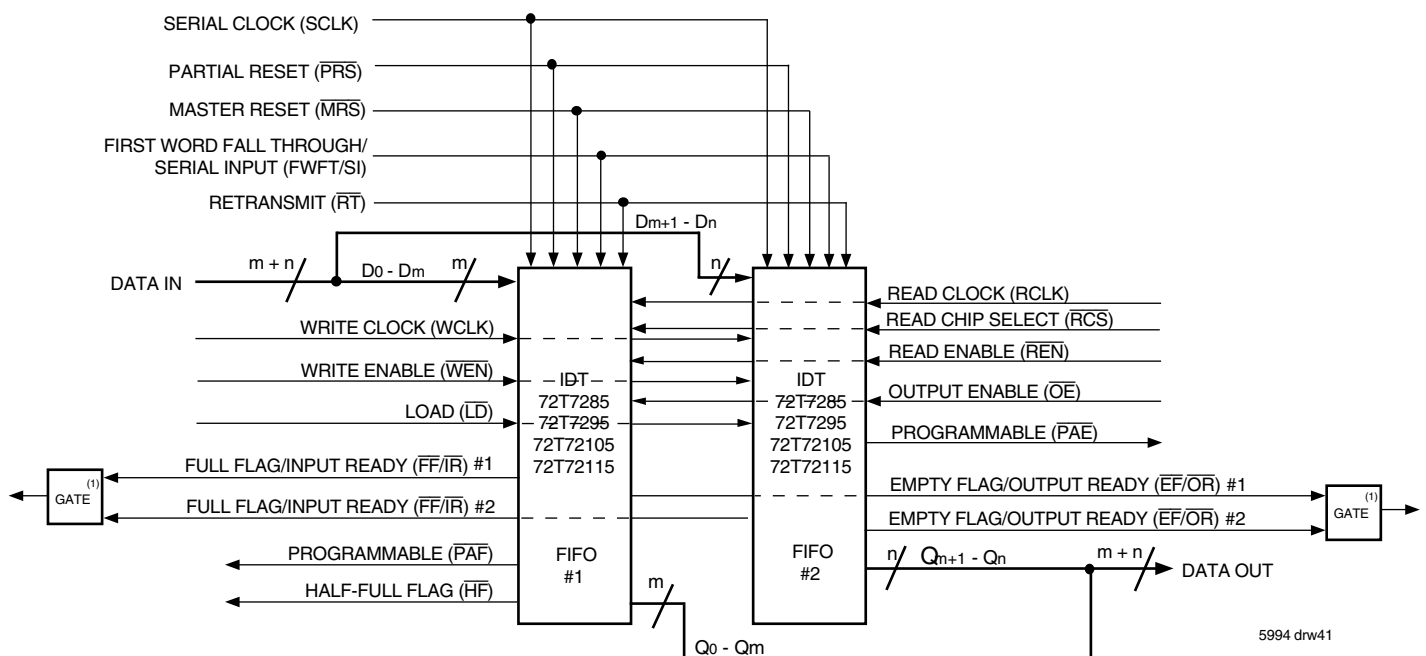 SERIAL CLOCK (SCLK)
PARTIAL RESET (PRS)
MASTER RESET (MRS)
FIRST WORD FALL THROUGH/
SERIAL INPUT (FWFT/SI)
RETRANSMIT (RT)
Dm+1 - Dn
m + n
D0 - Dm
m
n
DATA IN
READ CLOCK (RCLK)
READ CHIP SELECT (RCS)
WRITE CLOCK (WCLK)
READ ENABLE (REN)
WRITE ENABLE (WEN)
IDT
72T7285
72T7295
72T72105
72T72115
IDT
72T7285
72T7295
72T72105
72T72115
OUTPUT ENABLE (OE)
LOAD (LD)
PROGRAMMABLE (PAE)
FULL FLAG/INPUT READY (FF/IR) #1
GATE (1)
FULL FLAG/INPUT READY (FF/IR) #2
EMPTY FLAG/OUTPUT READY (EF/OR) #1
GATE (1)
EMPTY FLAG/OUTPUT READY (EF/OR) #2
PROGRAMMABLE (PAF)
FIFO
#1
FIFO
#2
n
Qm+1 - Qn
m + n
DATA OUT
HALF-FULL FLAG (HF)
m
Q0 - Qm
5994 drw41